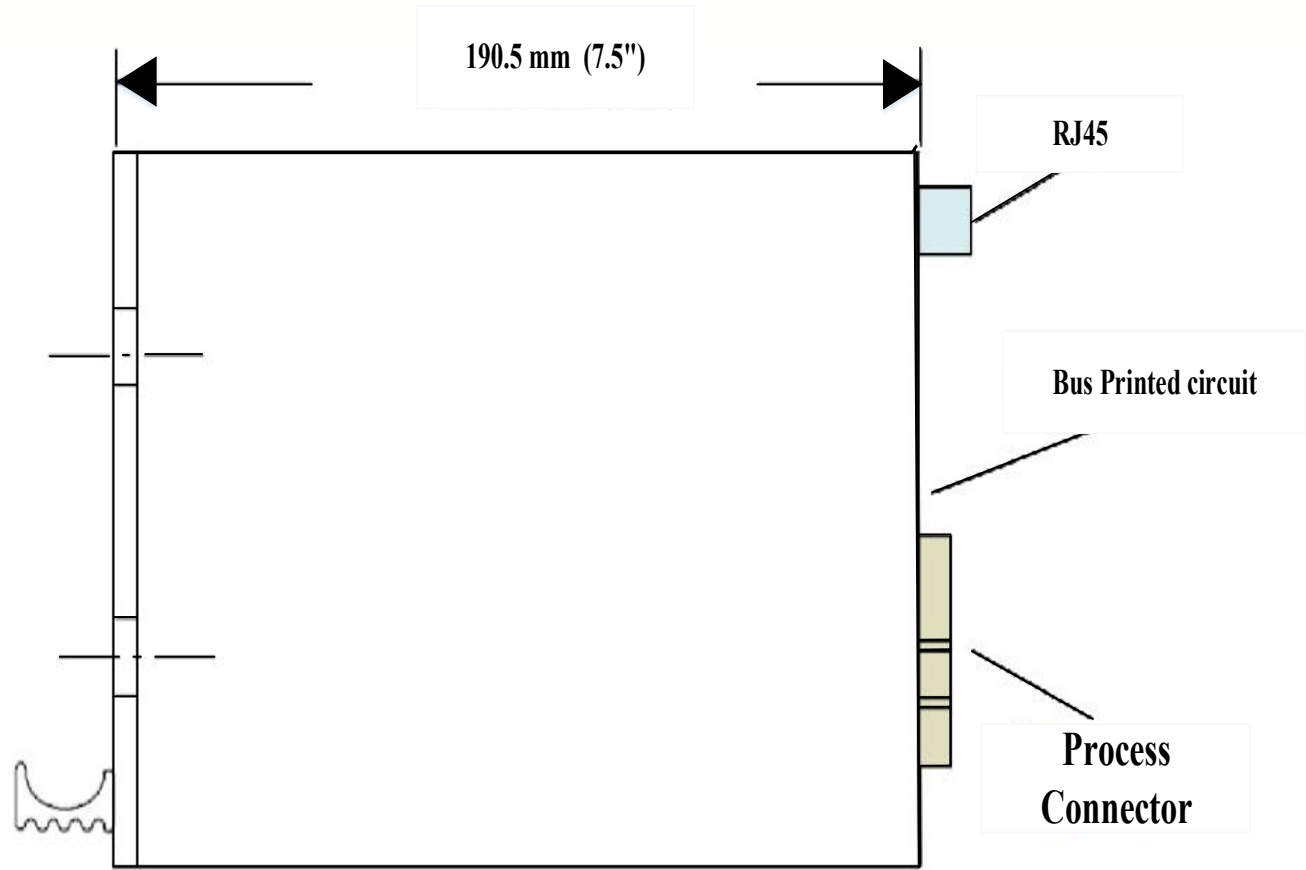 190.5 mm (7.5")
RJ45
Bus Printed circuit
Process
Connector